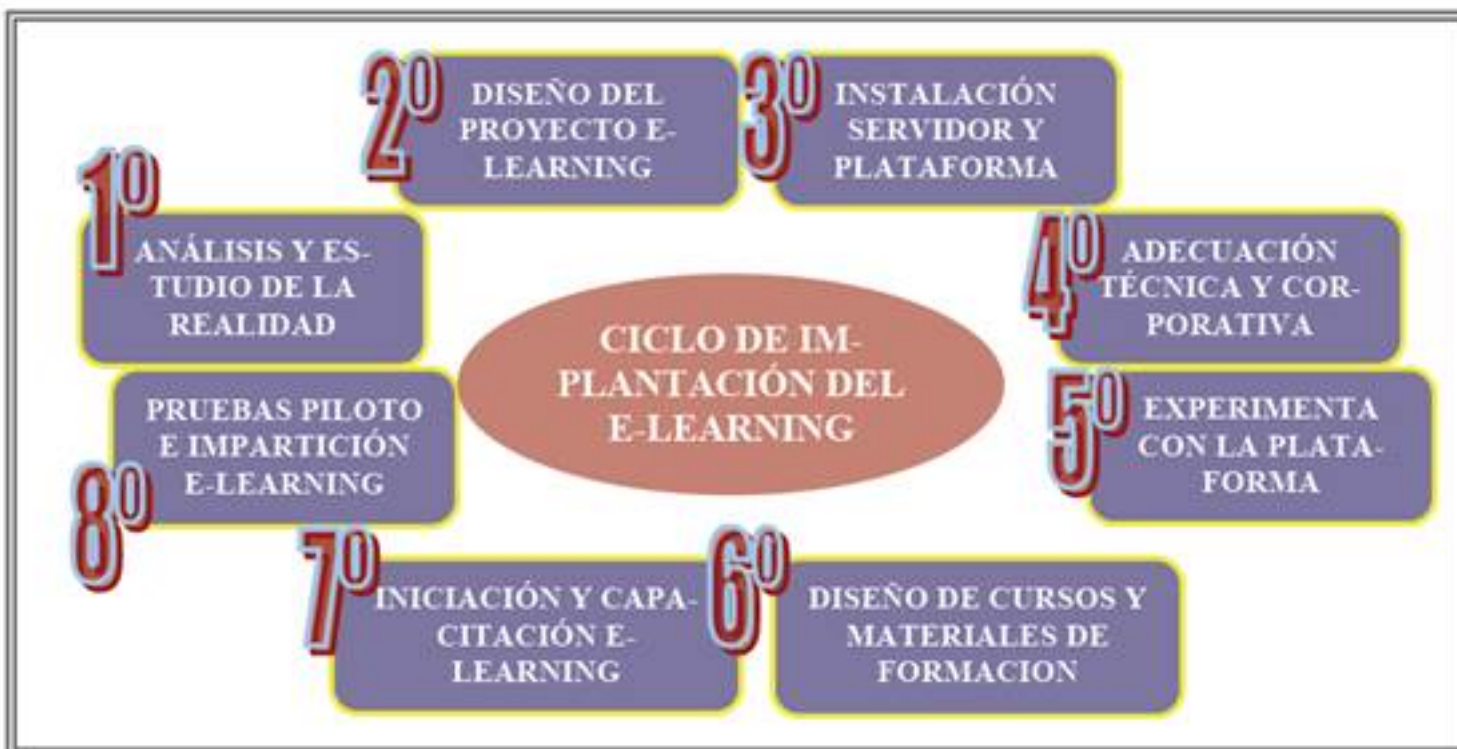 1º
ANÁLISIS Y ES-
TUDIO DE LA
REALIDAD
2º
DISEÑO DEL
PROYECTO E-
LEARNING
3º
INSTALACIÓN
SERVIDOR Y
PLATAFORMA
4º
ADECUACIÓN
TÉCNICA Y COR-
PORATIVA
5º
EXPERIMENTA
CON LA PLATA-
FORMA
6º
DISEÑO DE CURSOS Y
MATERIALES DE
FORMACION
7º
INICIACIÓN Y CAPA-
CITACIÓN E-
LEARNING
8º
PRUEBAS PILOTO
E IMPARTICIÓN
E-LEARNING
CICLO DE IM-
PLANTACIÓN DEL
E-LEARNING